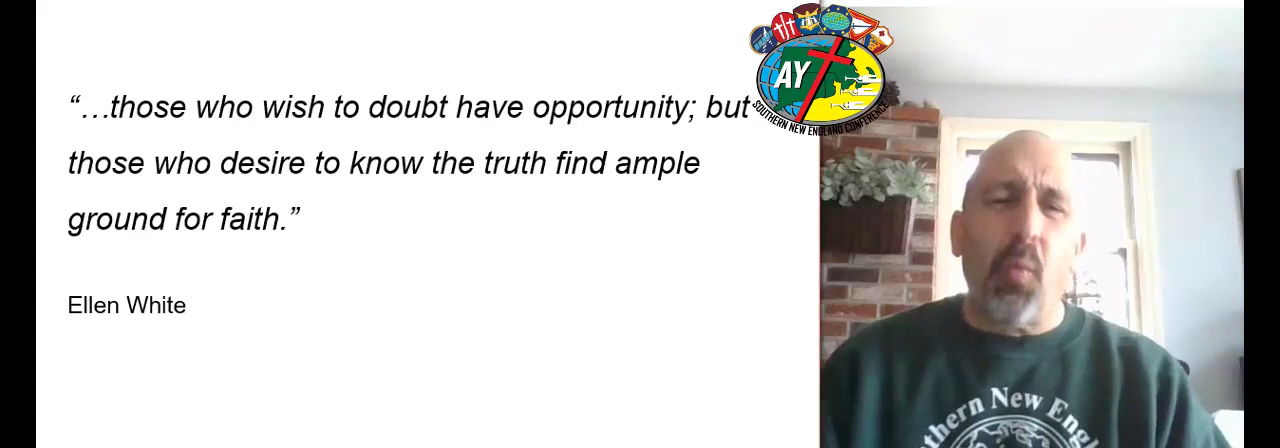 “…those who wish to doubt have opportunity; but
those who desire to know the truth find ample
ground for faith.”
Ellen White
AY
SOUTHERN NEW ENGLAND CONFERENCE
thern New Engl